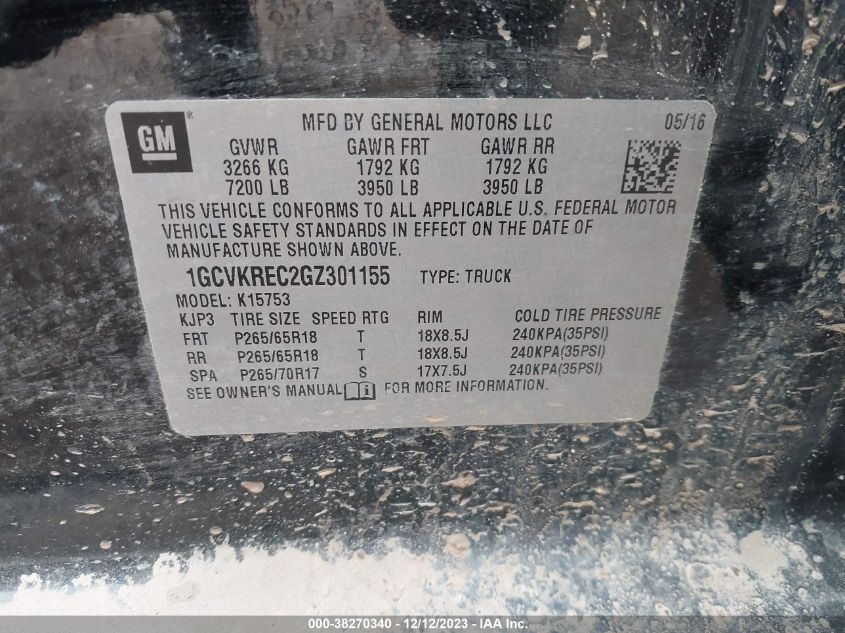 GM
MFD BY GENERAL MOTORS LLC 05/16
GVWR GAWR FRT GAWR RR
3266 KG 1792 KG 1792 KG
7200 LB 3950 LB 3950 LB
THIS VEHICLE CONFORMS TO ALL APPLICABLE U.S. FEDERAL MOTOR
VEHICLE SAFETY STANDARDS IN EFFECT ON THE DATE OF
MANUFACTURE SHOWN ABOVE.
1GCVKREC2GZ301155 TYPE: TRUCK
MODEL: K15753
KJP3 TIRE SIZE SPEED RTG RIM COLD TIRE PRESSURE
FRT P265/65R18 T 18X8.5J 240KPA(35PSI)
RR P265/65R18 T 18X8.5J 240KPA(35PSI)
SPA P265/70R17 S 17X7.5J 240KPA(35PSI)
SEE OWNER'S MANUAL FOR MORE INFORMATION.
000-38270340 - 12/12/2023 - IAA Inc.